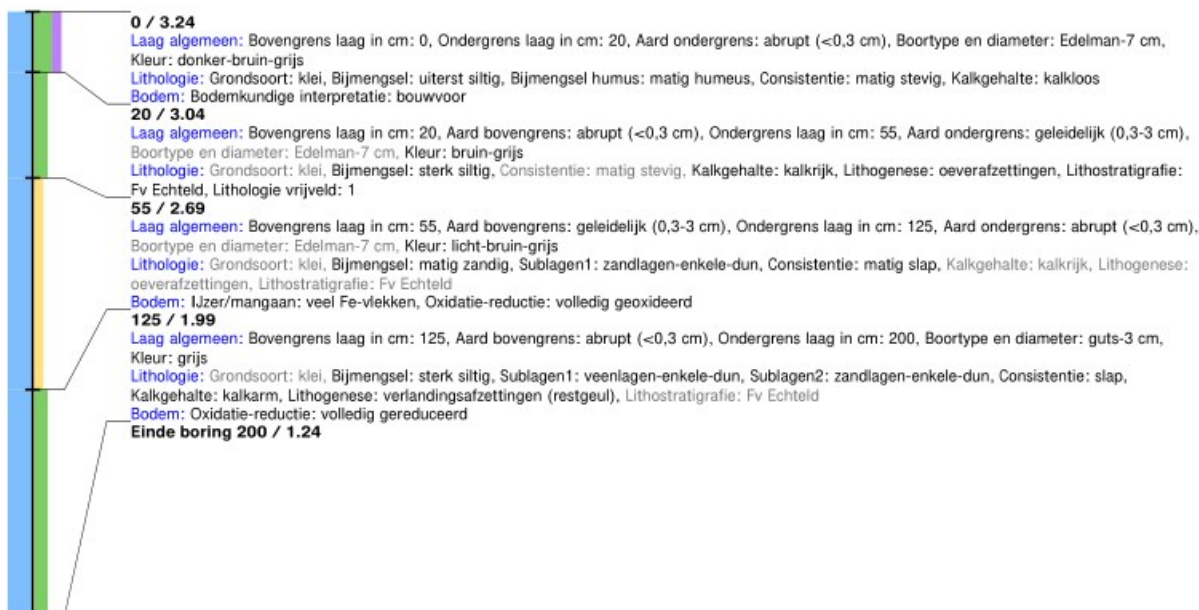 0 / 3.24
Laag algemeen: Bovengrens laag in cm: 0, Ondergrens laag in cm: 20, Aard ondergrens: abrupt (<0,3 cm), Boortype en diameter: Edelman-7 cm,
Kleur: donker-bruin-grijs
Lithologie: Grondsoort: klei, Bijmengsel: uiterst siltig, Bijmengsel humus: matig humeus, Consistentie: matig stevig, Kalkgehalte: kalkloos
Bodem: Bodemkundige interpretatie: bouwvoor
20 / 3.04
Laag algemeen: Bovengrens laag in cm: 20, Aard bovengrens: abrupt (<0,3 cm), Ondergrens laag in cm: 55, Aard ondergrens: geleidelijk (0,3-3 cm),
Boortype en diameter: Edelman-7 cm, Kleur: bruin-grijs
Lithologie: Grondsoort: klei, Bijmengsel: sterk siltig, Consistentie: matig stevig, Kalkgehalte: kalkrijk, Lithogenese: oeverafzettingen, Lithostratigrafie:
Fv Echteld, Lithologie vrijveld: 1
55 / 2.69
Laag algemeen: Bovengrens laag in cm: 55, Aard bovengrens: geleidelijk (0,3-3 cm), Ondergrens laag in cm: 125, Aard ondergrens: abrupt (<0,3 cm),
Boortype en diameter: Edelman-7 cm, Kleur: licht-bruin-grijs
Lithologie: Grondsoort: klei, Bijmengsel: matig zandig, Sublagen1: zandlagen-enkele-dun, Consistentie: matig slap, Kalkgehalte: kalkrijk, Lithogenese:
oeverafzettingen, Lithostratigrafie: Fv Echteld
Bodem: IJzer/mangaan: veel Fe-vlekken, Oxidatie-reductie: volledig geoxideerd
125 / 1.99
Laag algemeen: Bovengrens laag in cm: 125, Aard bovengrens: abrupt (<0,3 cm), Ondergrens laag in cm: 200, Boortype en diameter: guts-3 cm,
Kleur: grijs
Lithologie: Grondsoort: klei, Bijmengsel: sterk siltig, Sublagen1: veenlagen-enkele-dun, Sublagen2: zandlagen-enkele-dun, Consistentie: slap,
Kalkgehalte: kalkarm, Lithogenese: verlandingsafzettingen (restgeul), Lithostratigrafie: Fv Echteld
Bodem: Oxidatie-reductie: volledig gereduceerd
Einde boring 200 / 1.24